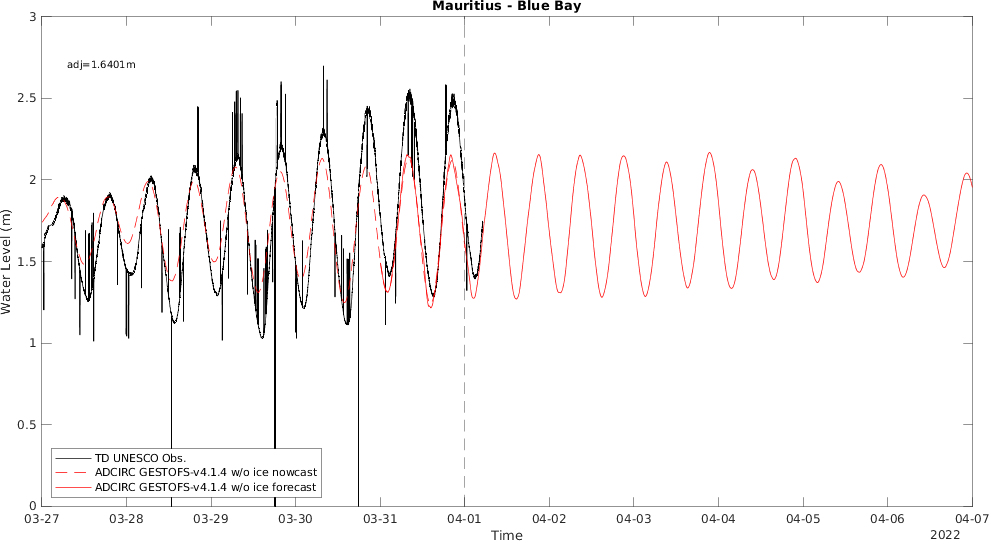 Mauritius - Blue Bay
adj=1.6401m
Water Level (m)
3
2.5
2
1.5
1
0.5
0
TD UNESCO Obs.
ADCIRC GESTOFS-v4.1.4 w/o ice nowcast
ADCIRC GESTOFS-v4.1.4 w/o ice forecast
03-27 03-28 03-29 03-30 03-31 04-01 04-02 04-03 04-04 04-05 04-06 04-07
Time
2022